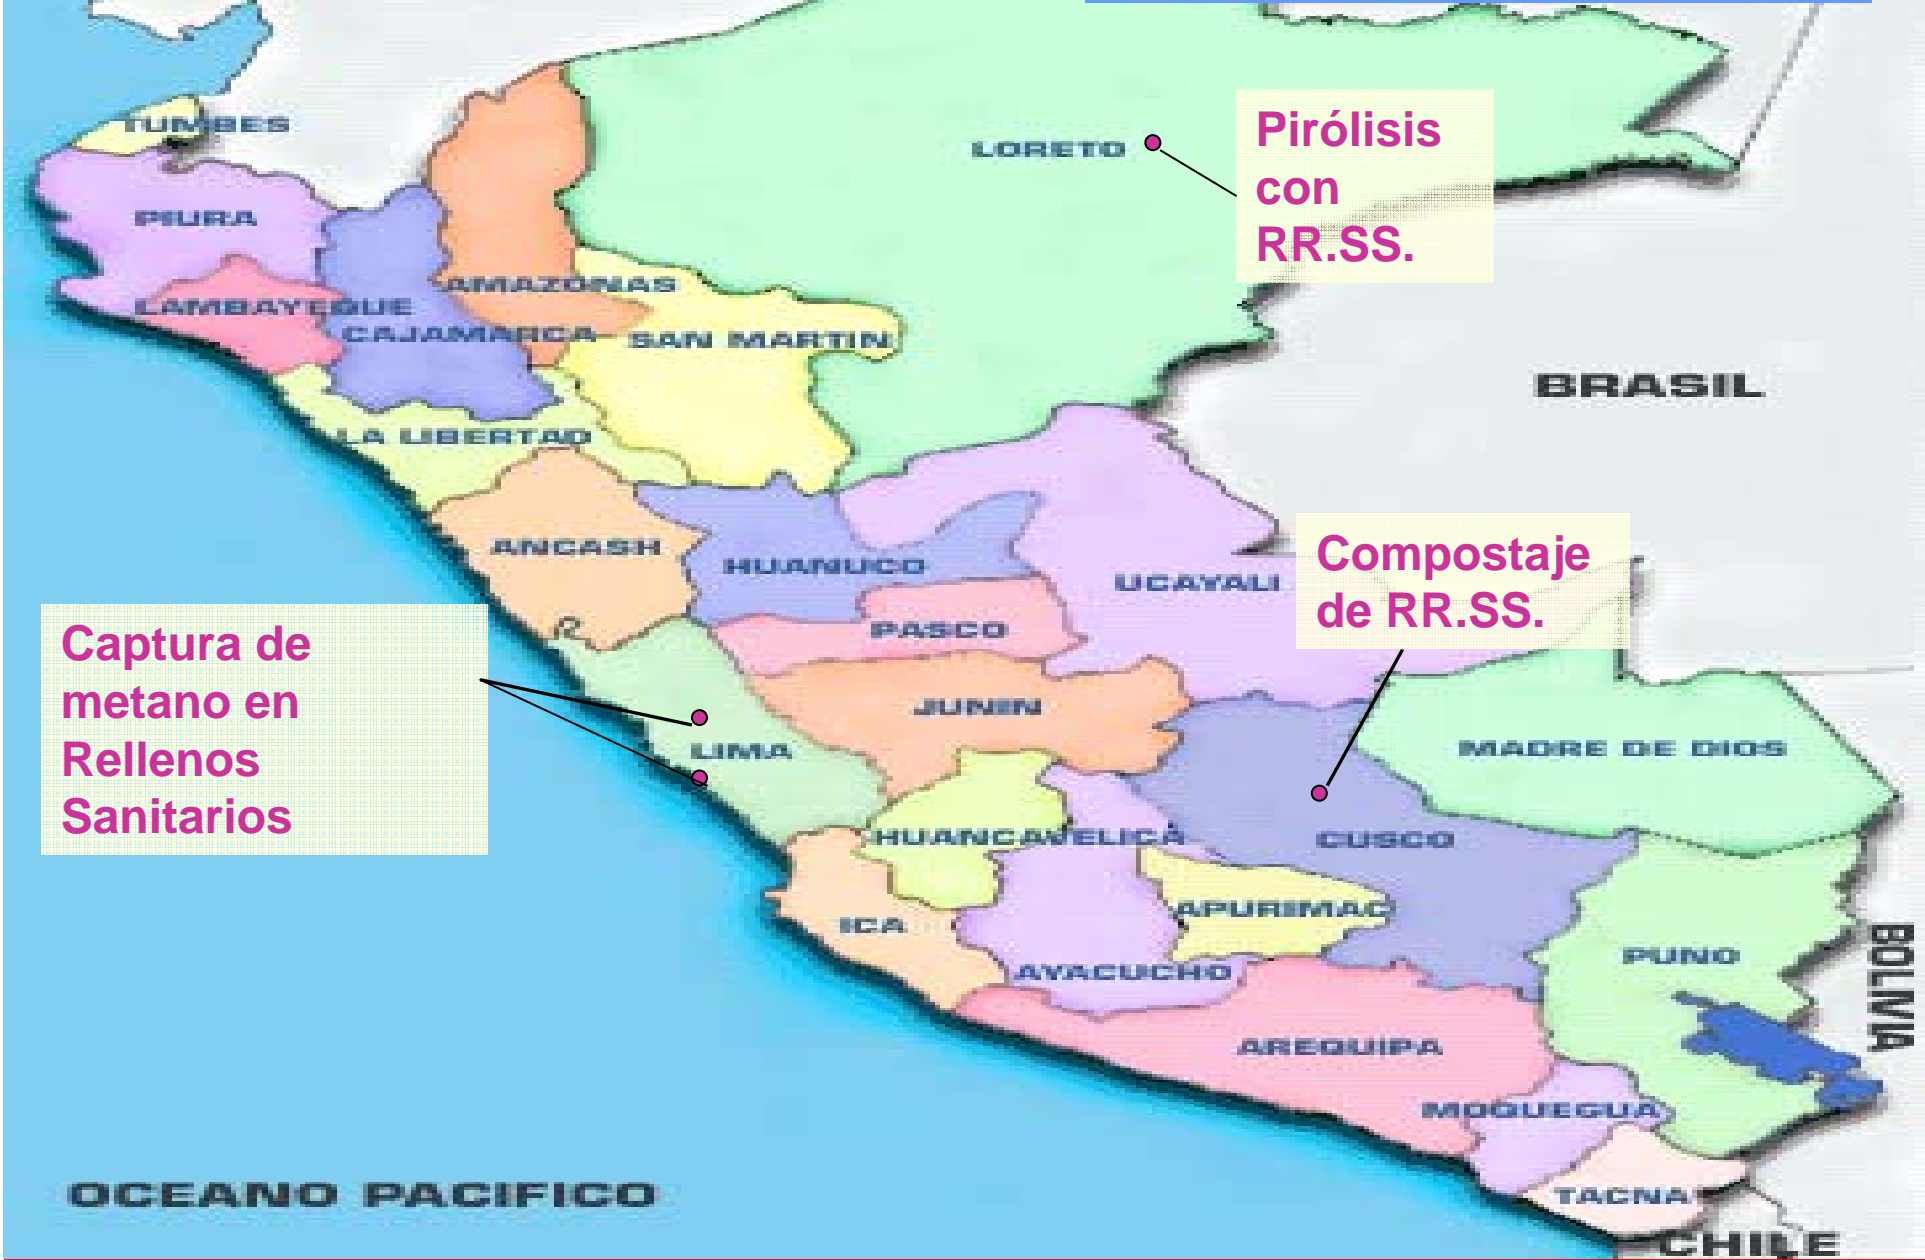 TUMBES
LORETO
Pirólisis
con
RR.SS.
PIURA
AMAZONAS
LAMBAYEQUE
CAJAMARCA
SAN MARTIN
BRASIL
LA LIBERTAD
ANCASH
HUANUCO
UCAYALI
Compostaje
de RR.SS.
PASCO
Captura de
metano en
Rellenos
Sanitarios
JUNIN
LIMA
MADRE DE DIOS
HUANCAVELICA
CUSCO
APURIMAC
ICA
AYACUCHO
PUNO
BOLIVIA
AREQUIPA
MOQUEGUA
OCEANO PACIFICO
TACNA
CHILE